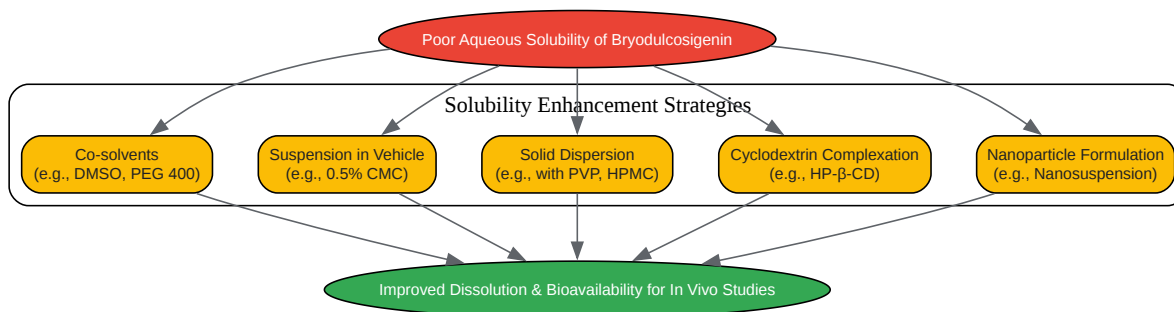 Poor Aqueous Solubility of Bryodulcosigenin
Solubility Enhancement Strategies
Co-solvents
(e.g., DMSO, PEG 400)
Suspension in Vehicle
(e.g., 0.5% CMC)
Solid Dispersion
(e.g., with PVP, HPMC)
Cyclodextrin Complexation
(e.g., HP-β-CD)
Nanoparticle Formulation
(e.g., Nanosuspension)
Improved Dissolution & Bioavailability for In Vivo Studies